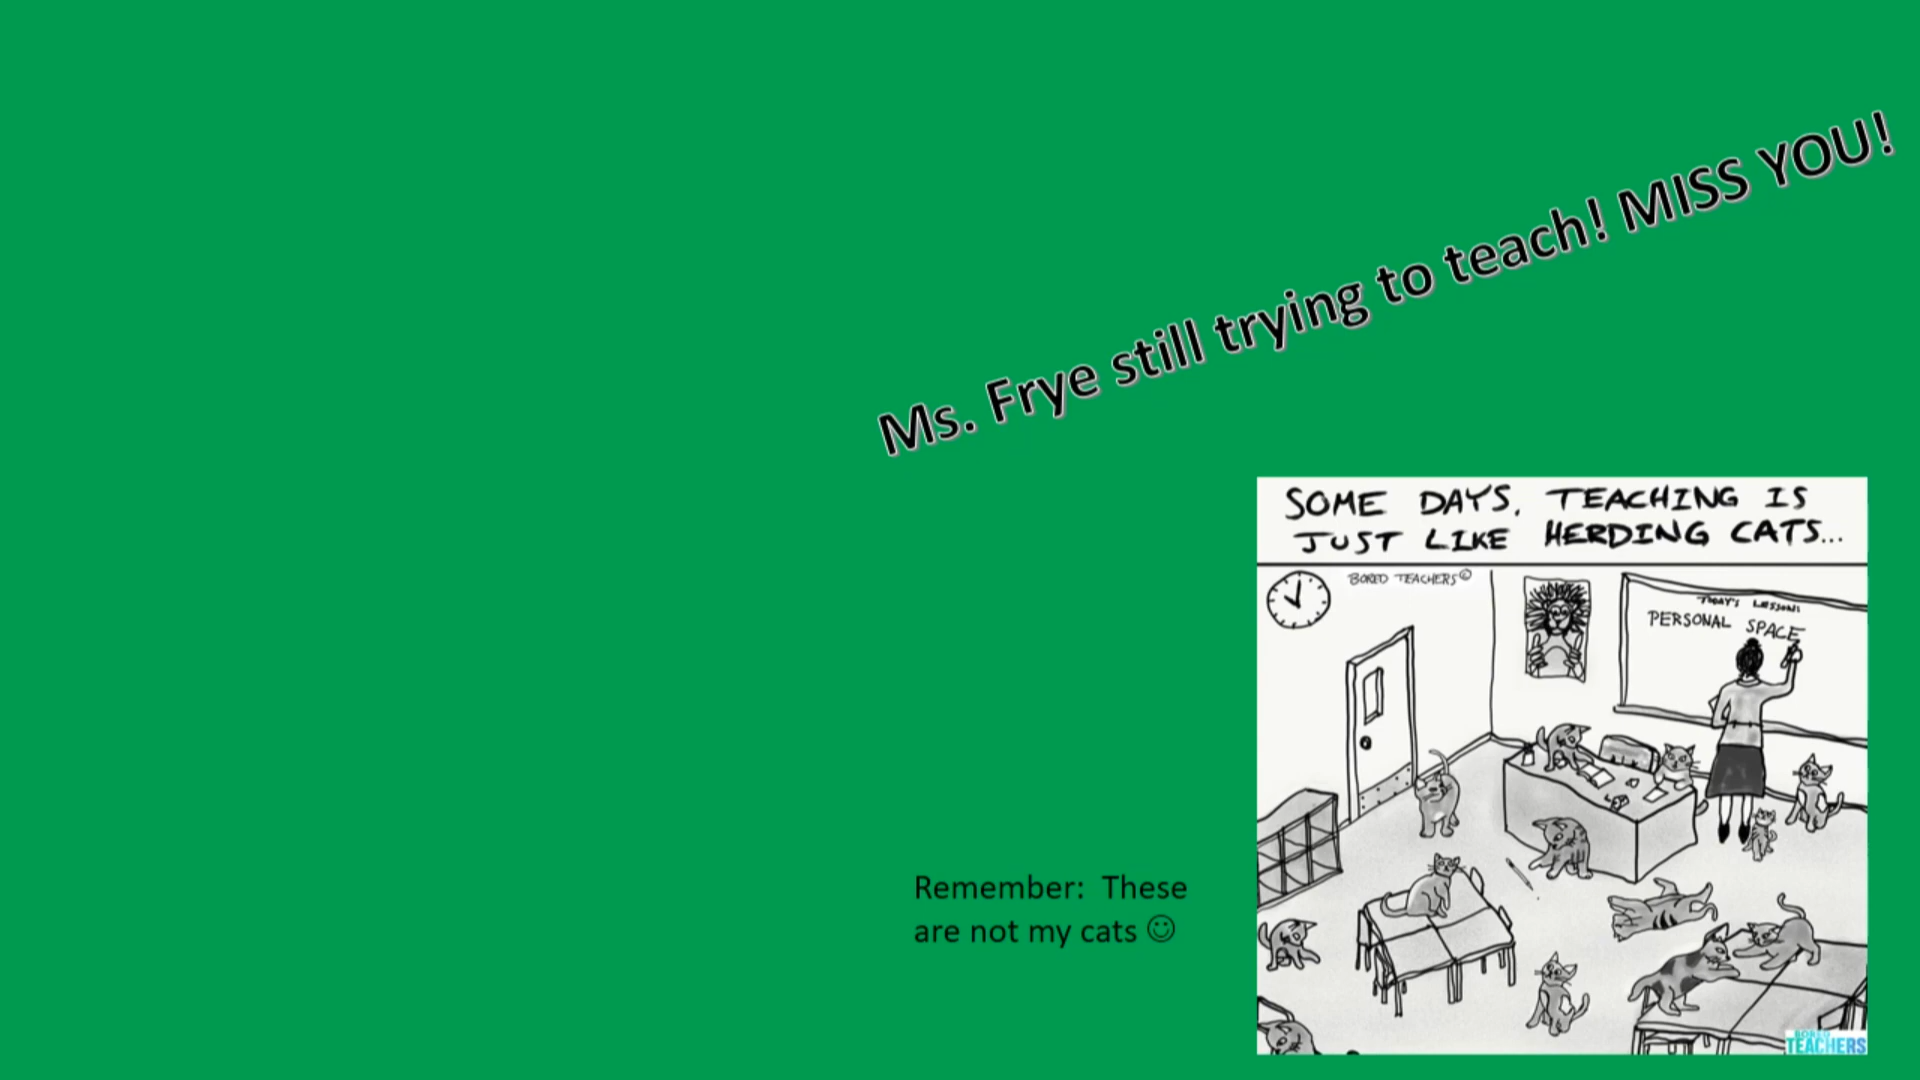 Ms. Frye still trying to teach! MISS YOU!
SOME DAYS, TEACHING IS
JUST LIKE HERDING CATS...
BORED TEACHERS©
TODAY'S LESSON:
PERSONAL SPACE
Remember:  These
are not my cats ☺
BORED
TEACHERS